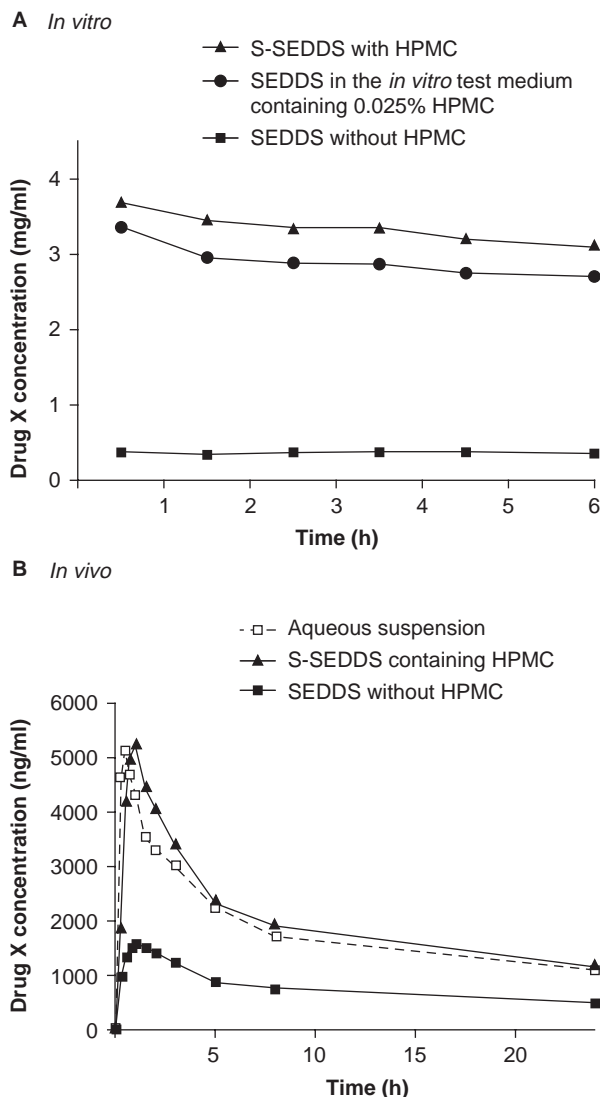 A In vitro
S-SEDDS with HPMC
SEDDS in the in vitro test medium
containing 0.025% HPMC
SEDDS without HPMC
Drug X concentration (mg/ml)
4
3
2
1
0
1 2 3 4 5 6
Time (h)
B In vivo
Aqueous suspension
S-SEDDS containing HPMC
SEDDS without HPMC
Drug X concentration (ng/ml)
6000
5000
4000
3000
2000
1000
0
5 10 15 20
Time (h)